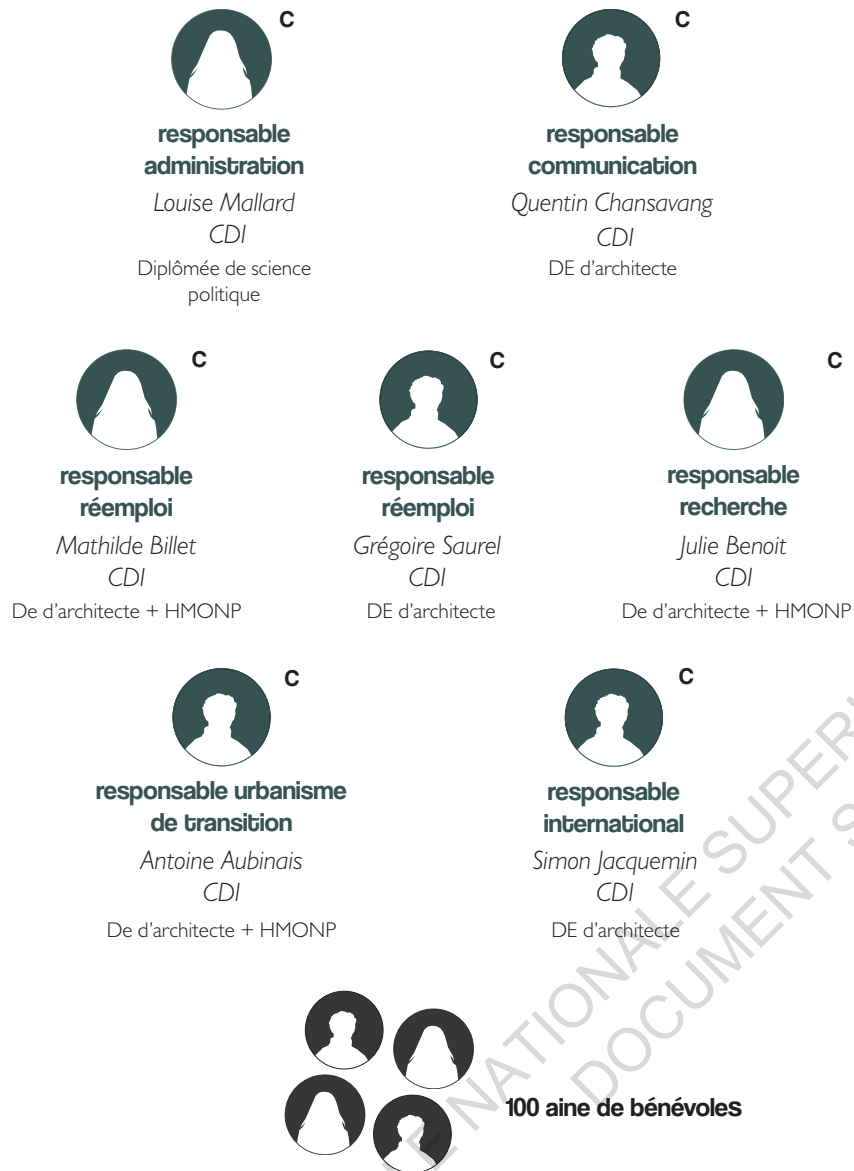 C
C
responsable
administration
Louise Mallard
CDI
Diplômée de science
politique
responsable
communication
Quentin Chansavang
CDI
DE d'architecte
C
C
C
responsable
réemploi
Mathilde Billet
CDI
De d'architecte + HMONP
responsable
réemploi
Grégoire Saurel
CDI
DE d'architecte
responsable
recherche
Julie Benoit
CDI
De d'architecte + HMONP
C
C
responsable urbanisme
de transition
Antoine Aubinais
CDI
De d'architecte + HMONP
responsable
international
Simon Jacquemin
CDI
DE d'architecte
100 aine de bénévoles
NATIONALE
DOCUMENT